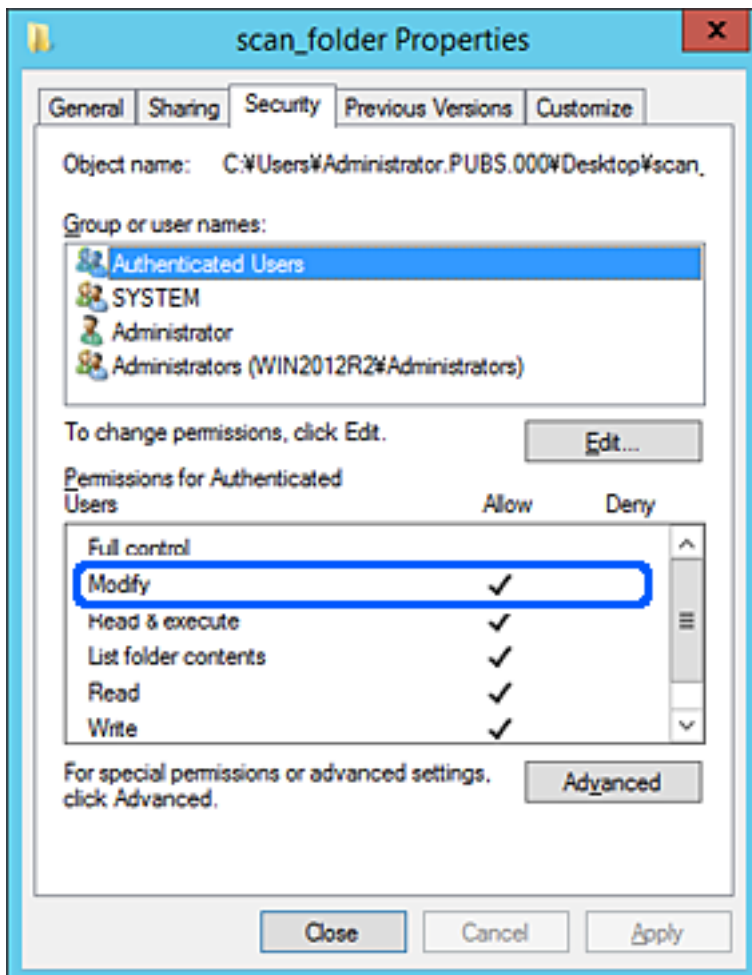 scan_folder Properties
General Sharing Security Previous Versions Customize
Object name: C:¥Users¥Administrator.PUBS.000¥Desktop¥scan_
Group or user names:
Authenticated Users
SYSTEM
Administrator
Administrators (WIN2012R2¥Administrators)
To change permissions, click Edit.
Edit...
Permissions for Authenticated
Users Allow Deny
Full control
Modify
Read & execute
List folder contents
Read
Write
For special permissions or advanced settings,
click Advanced.
Advanced
Close Cancel Apply